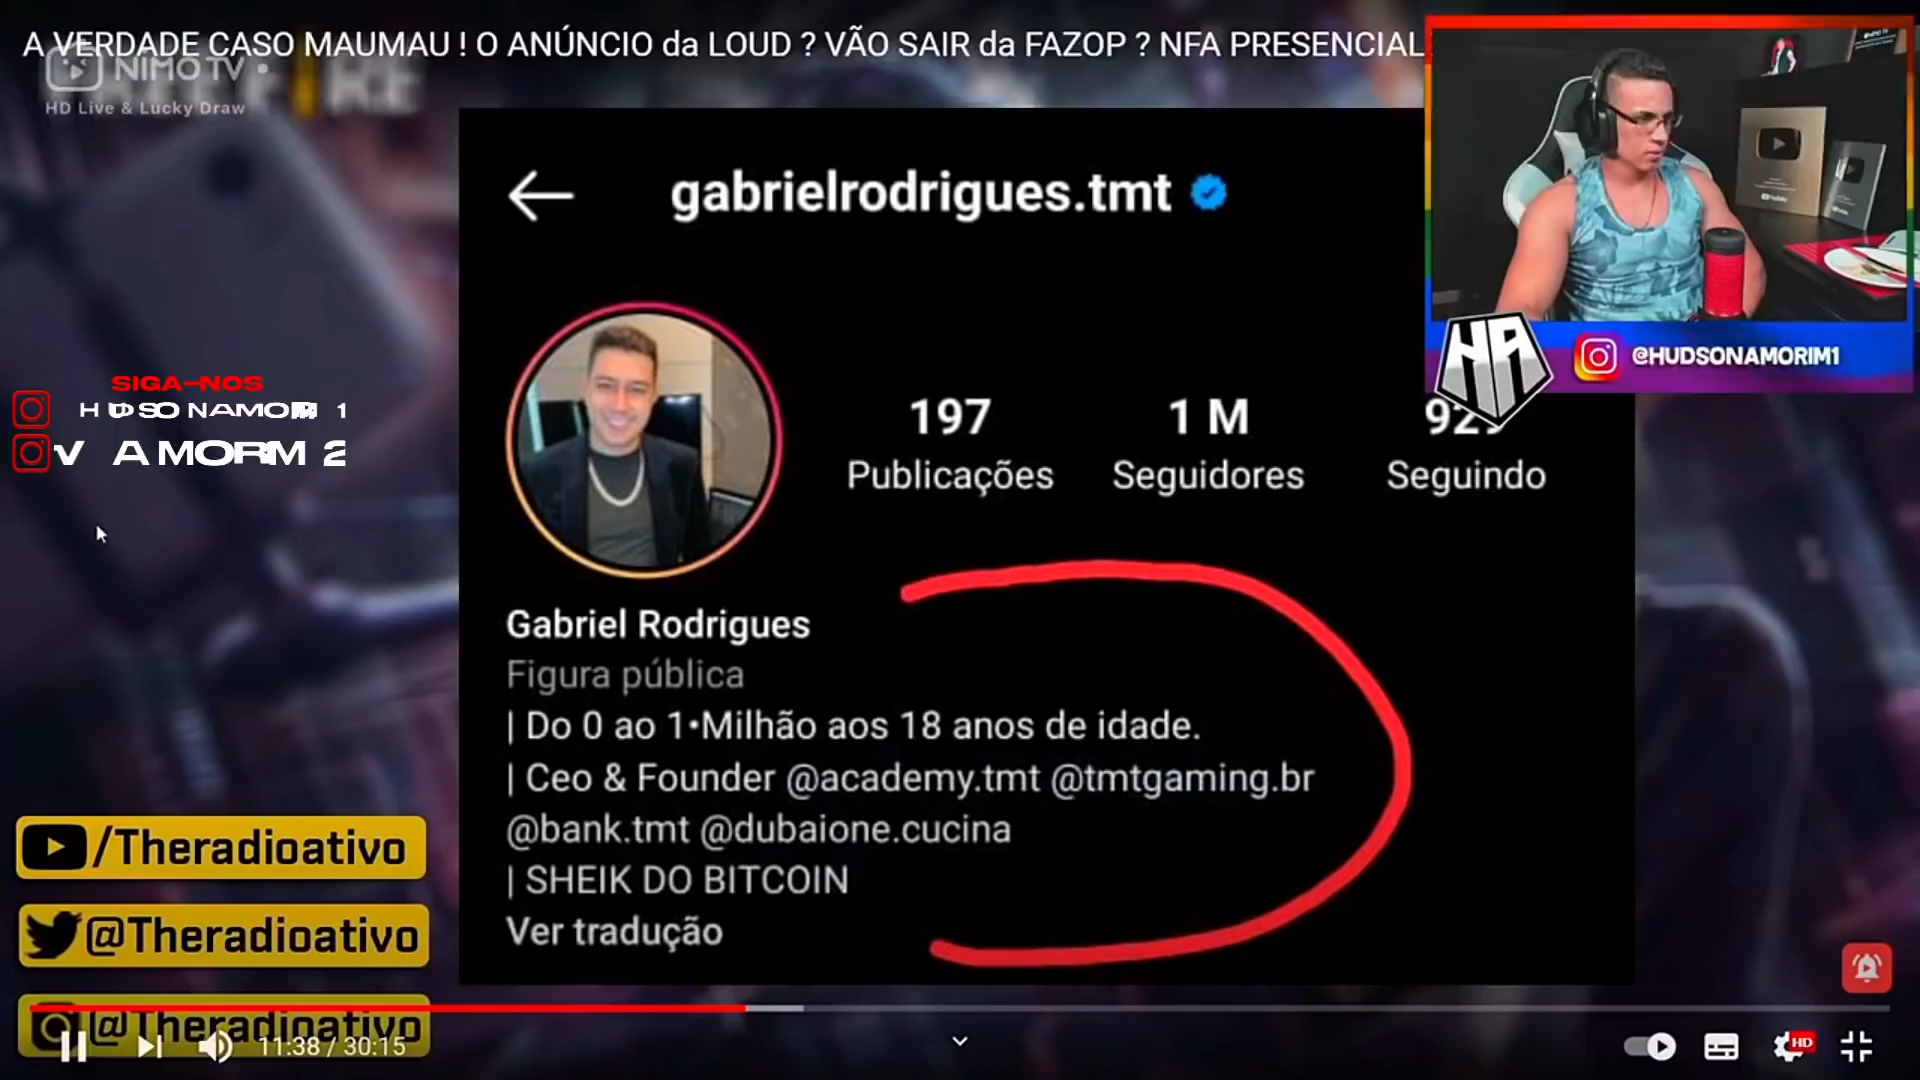 A VERDADE CASO MAUMAU ! O ANÚNCIO da LOUD ? VÃO SAIR da FAZOP ? NFA PRESENCIAL
NIMO TV
HD Live & Lucky Draw
gabrielrodrigues.tmt
197
1 M
Publicações
Seguidores
Seguindo
HA
@HUDSONAMORIM1
SIGA-NOS
Gabriel Rodrigues
Figura pública
| Do 0 ao 1•Milhão aos 18 anos de idade.
| Ceo & Founder @academy.tmt @tmtgaming.br
@bank.tmt @dubaione.cucina
| SHEIK DO BITCOIN
Ver tradução
/Theradioativo
@Theradioativo
@Theradioativo
11:38 / 30:15
HD